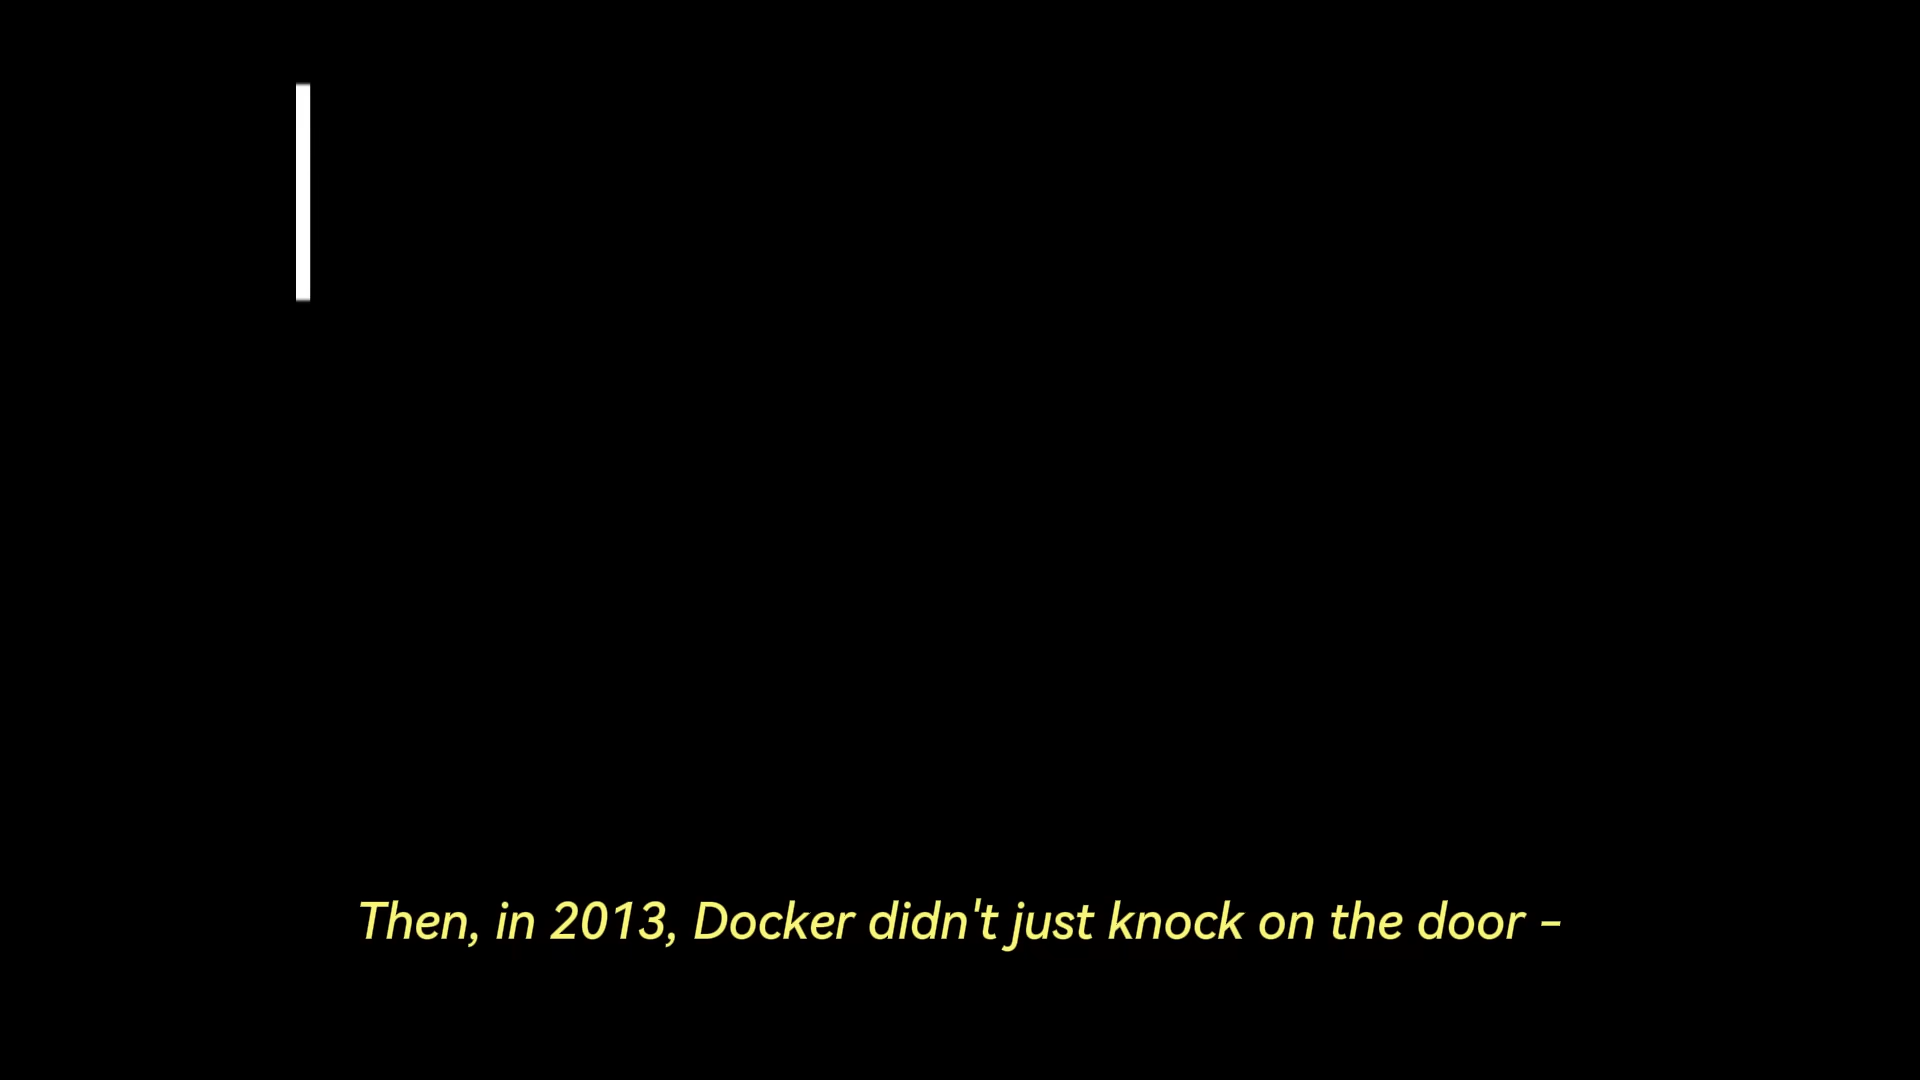 Then, in 2013, Docker didn't just knock on the door –